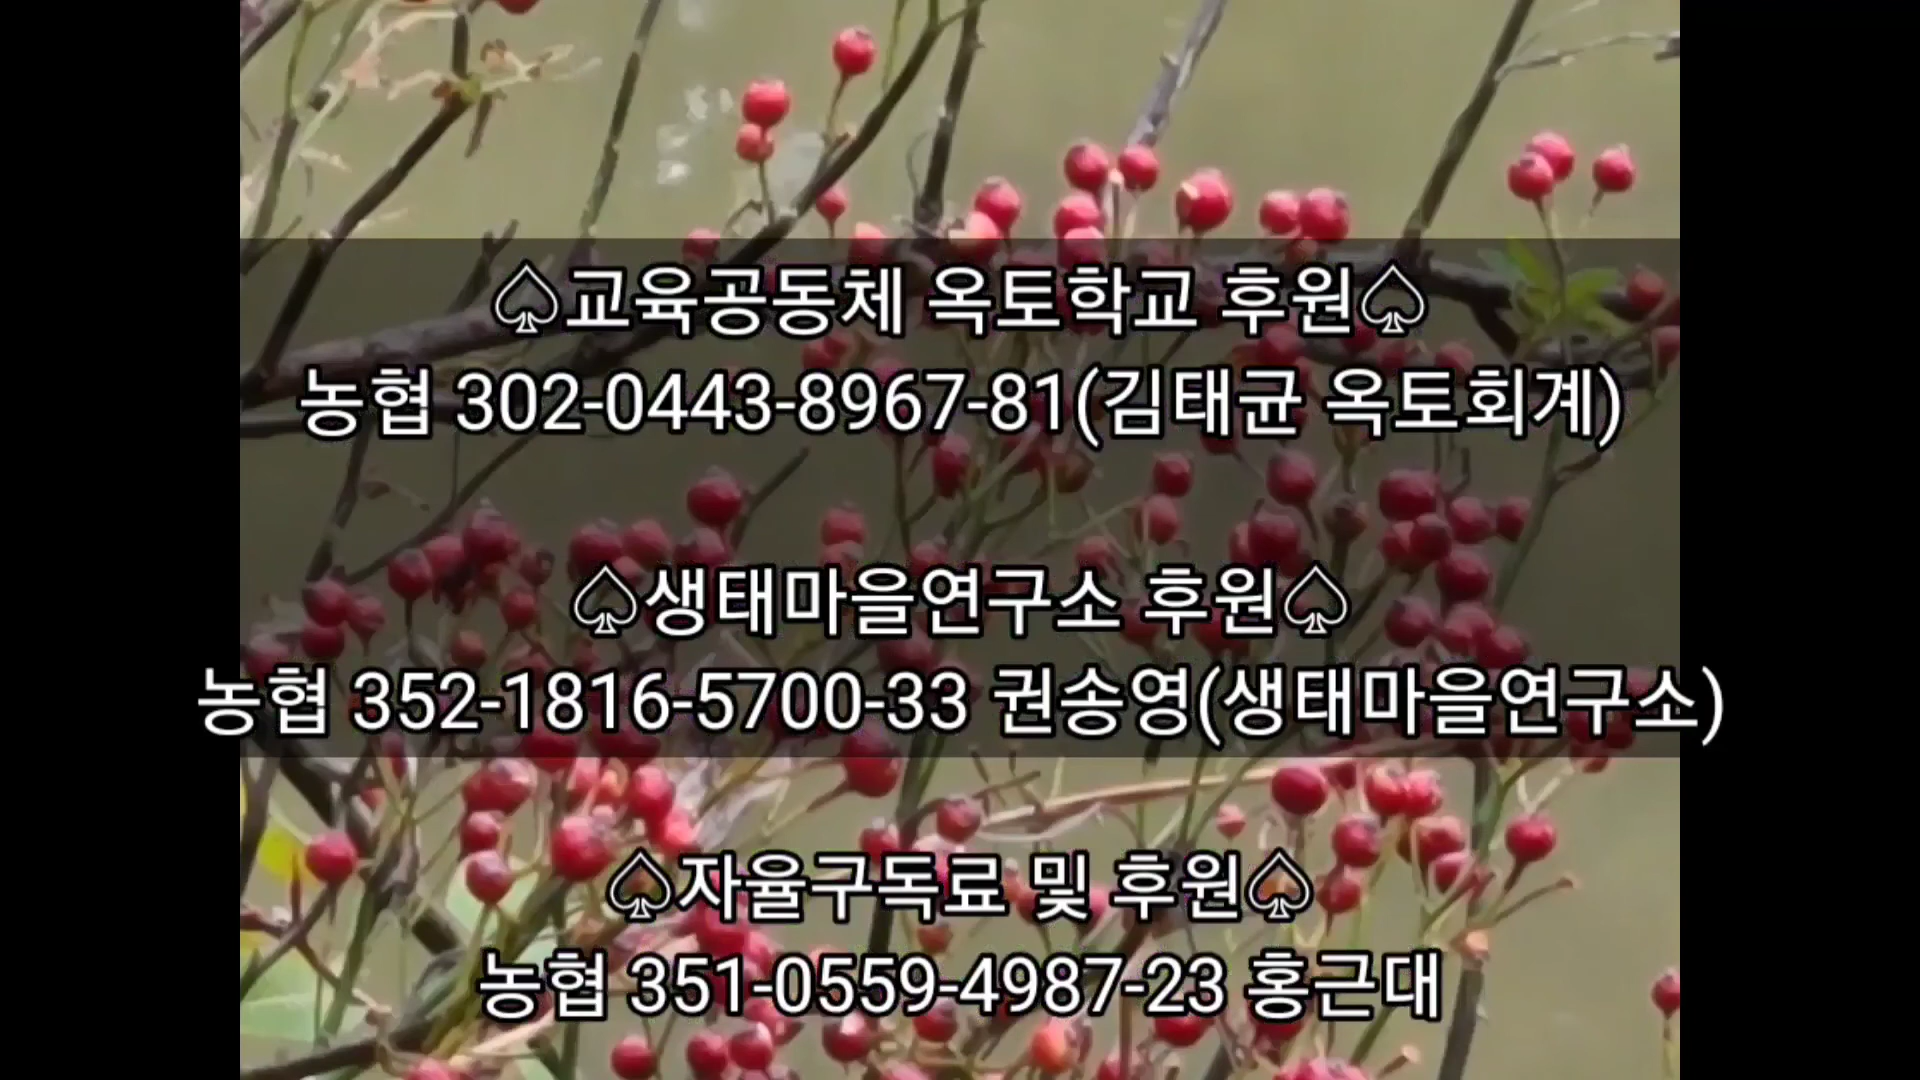 ♤교육공동체 옥토학교 후원♤
농협 302-0443-8967-81(김태균 옥토회계)
♤생태마을연구소 후원♤
농협 352-1816-5700-33 권송영(생태마을연구소)
♤자율구독료 및 후원♤
농협 351-0559-4987-23 홍근대